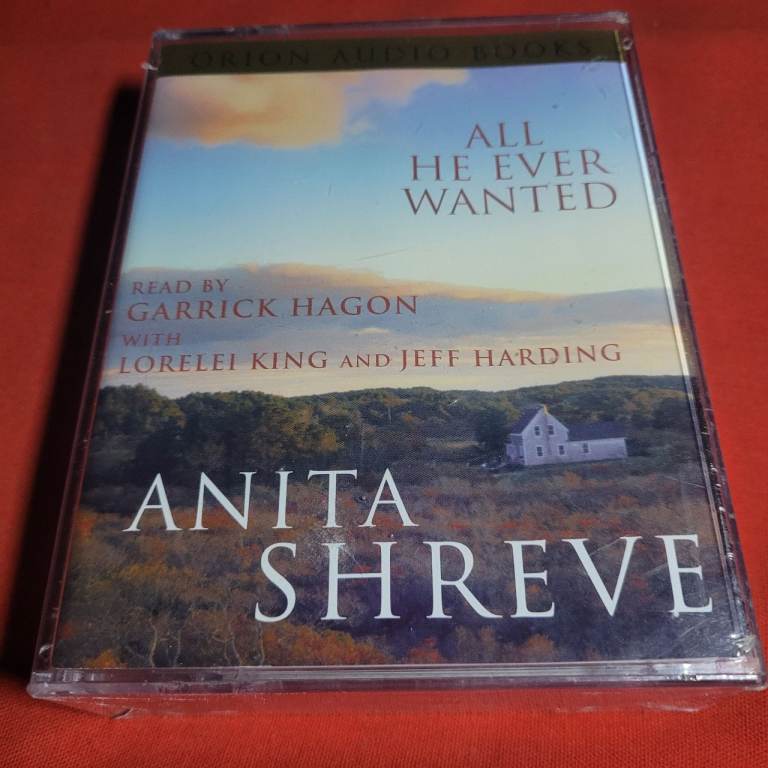 ORION AUDIO BOOKS
ALL
HE EVER
WANTED
READ BY
GARRICK HAGON
WITH
LORELEI KING AND JEFF HARDING
ANITA
SHREVE